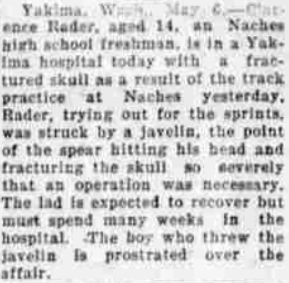 Yakima, Wash., May 6.—Clar-
ence Rader, aged 14, an Naches
high school freshman, is in a Yak-
ima hospital today with a frac-
tured skull as a result of the track
practice at Naches yesterday.
Rader, trying out for the sprints,
was struck by a javelin, the point
of the spear hitting his head and
fracturing the skull so severely
that an operation was necessary.
The lad is expected to recover but
must spend many weeks in the
hospital. The boy who threw the
javelin is prostrated over the
affair.